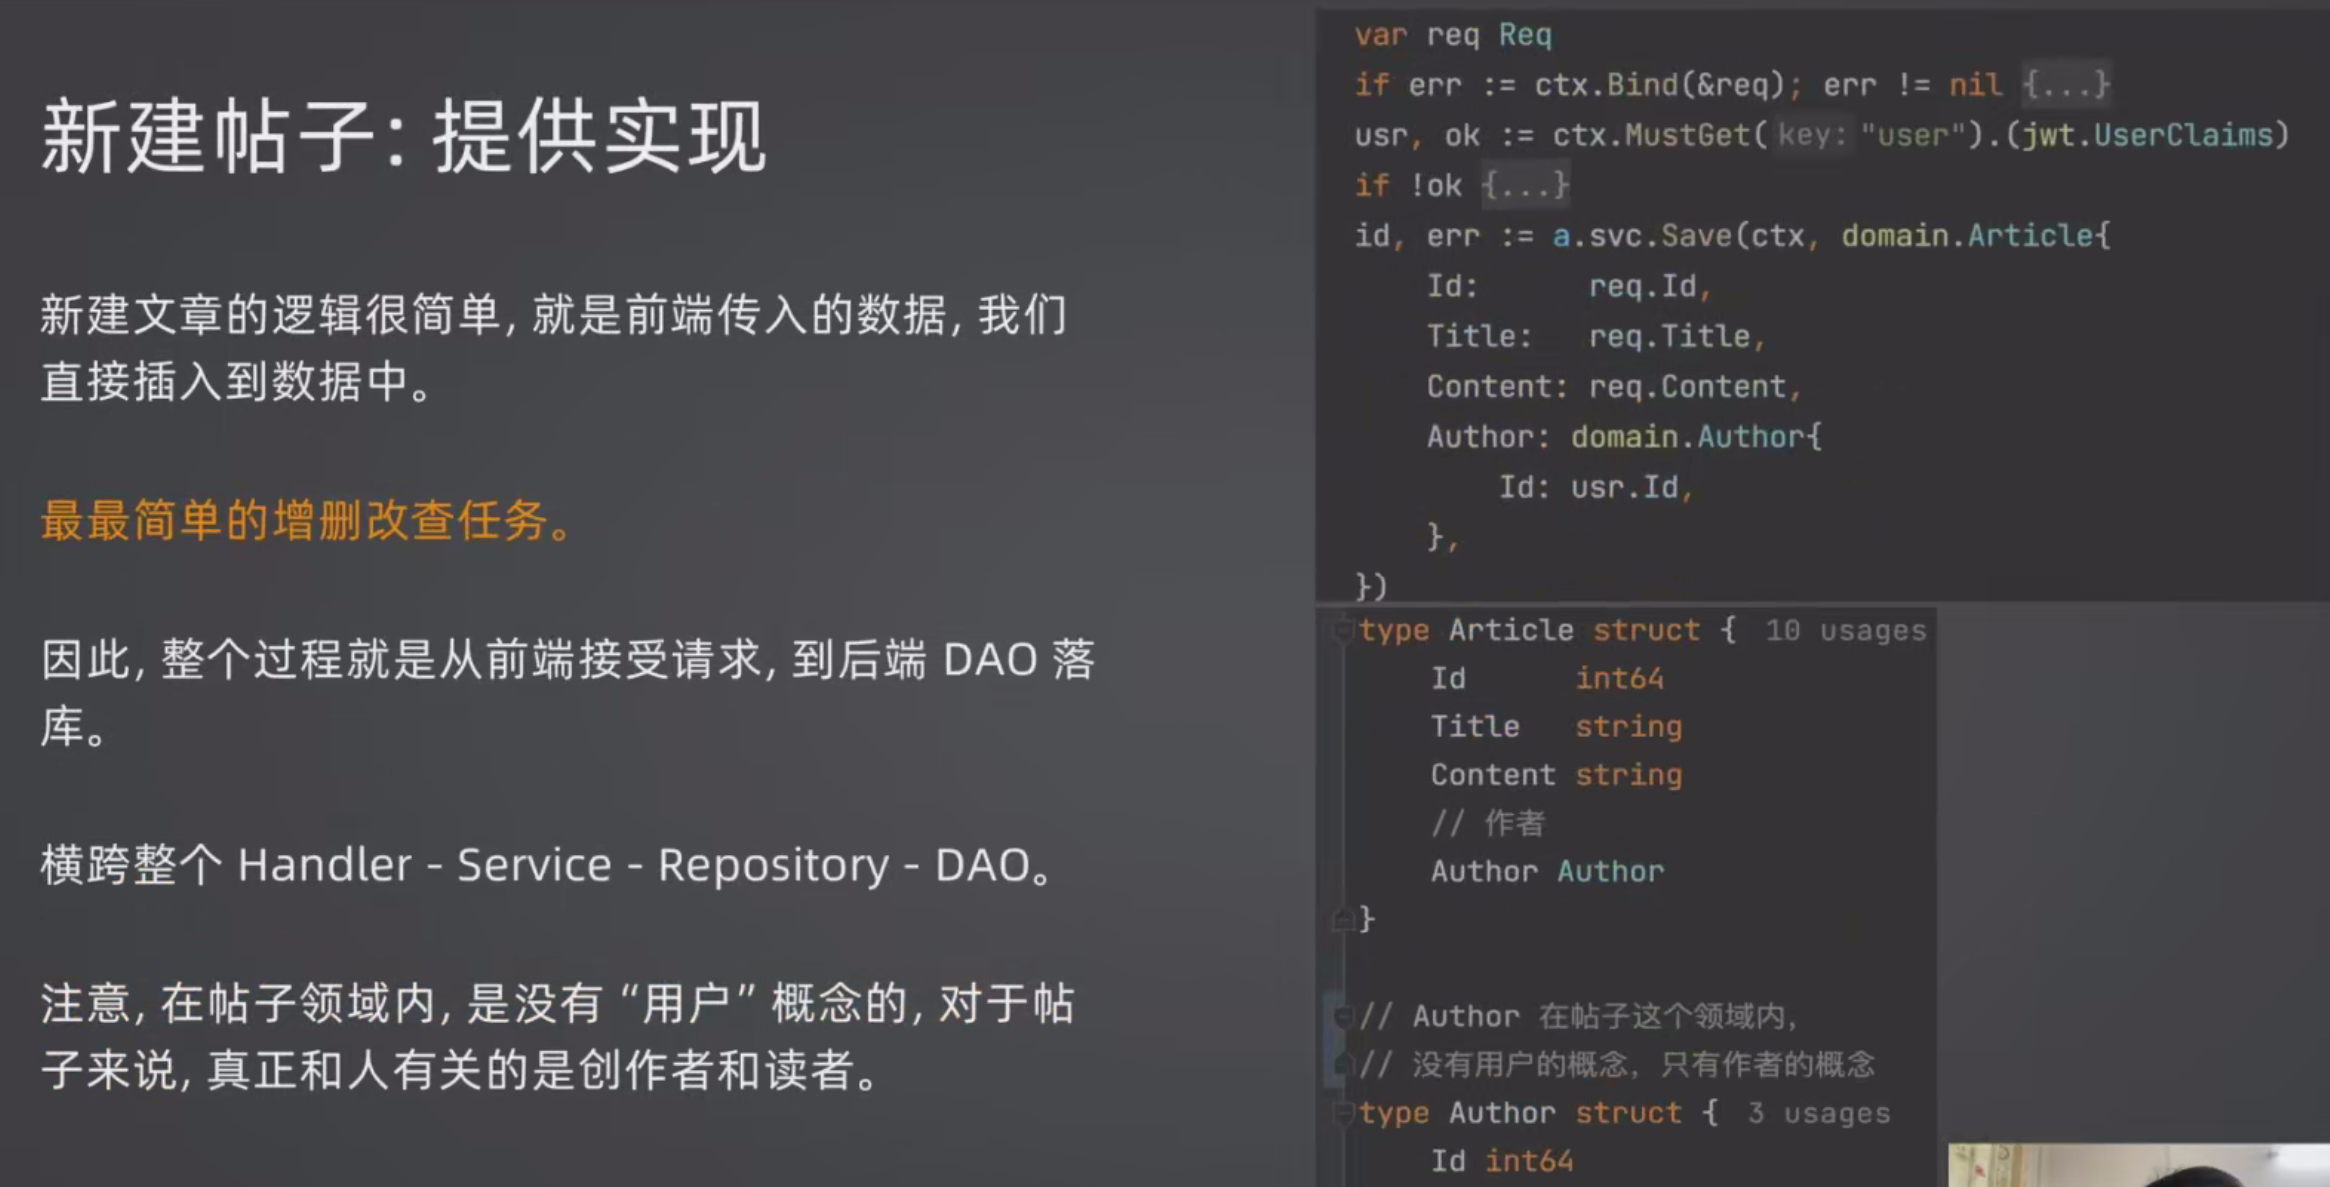 新建帖子：提供实现
新建文章的逻辑很简单，就是前端传入的数据，我们
直接插入到数据中。
最最简单的增删改查任务。
因此，整个过程就是从前端接受请求，到后端 DAO 落
库。
横跨整个 Handler - Service - Repository - DAO。
注意，在帖子领域内，是没有“用户”概念的，对于帖
子来说，真正和人有关的是创作者和读者。
var req Req
if err := ctx.Bind(&req); err != nil {...}
usr, ok := ctx.MustGet( key: "user").(jwt.UserClaims)
if !ok {...}
id, err := a.svc.Save(ctx, domain.Article{
    Id:      req.Id,
    Title:   req.Title,
    Content: req.Content,
    Author: domain.Author{
        Id: usr.Id,
    },
})
type Article struct { 10 usages
    Id      int64
    Title   string
    Content string
    // 作者
    Author Author
}
// Author 在帖子这个领域内，
// 没有用户的概念，只有作者的概念
type Author struct { 3 usages
    Id int64